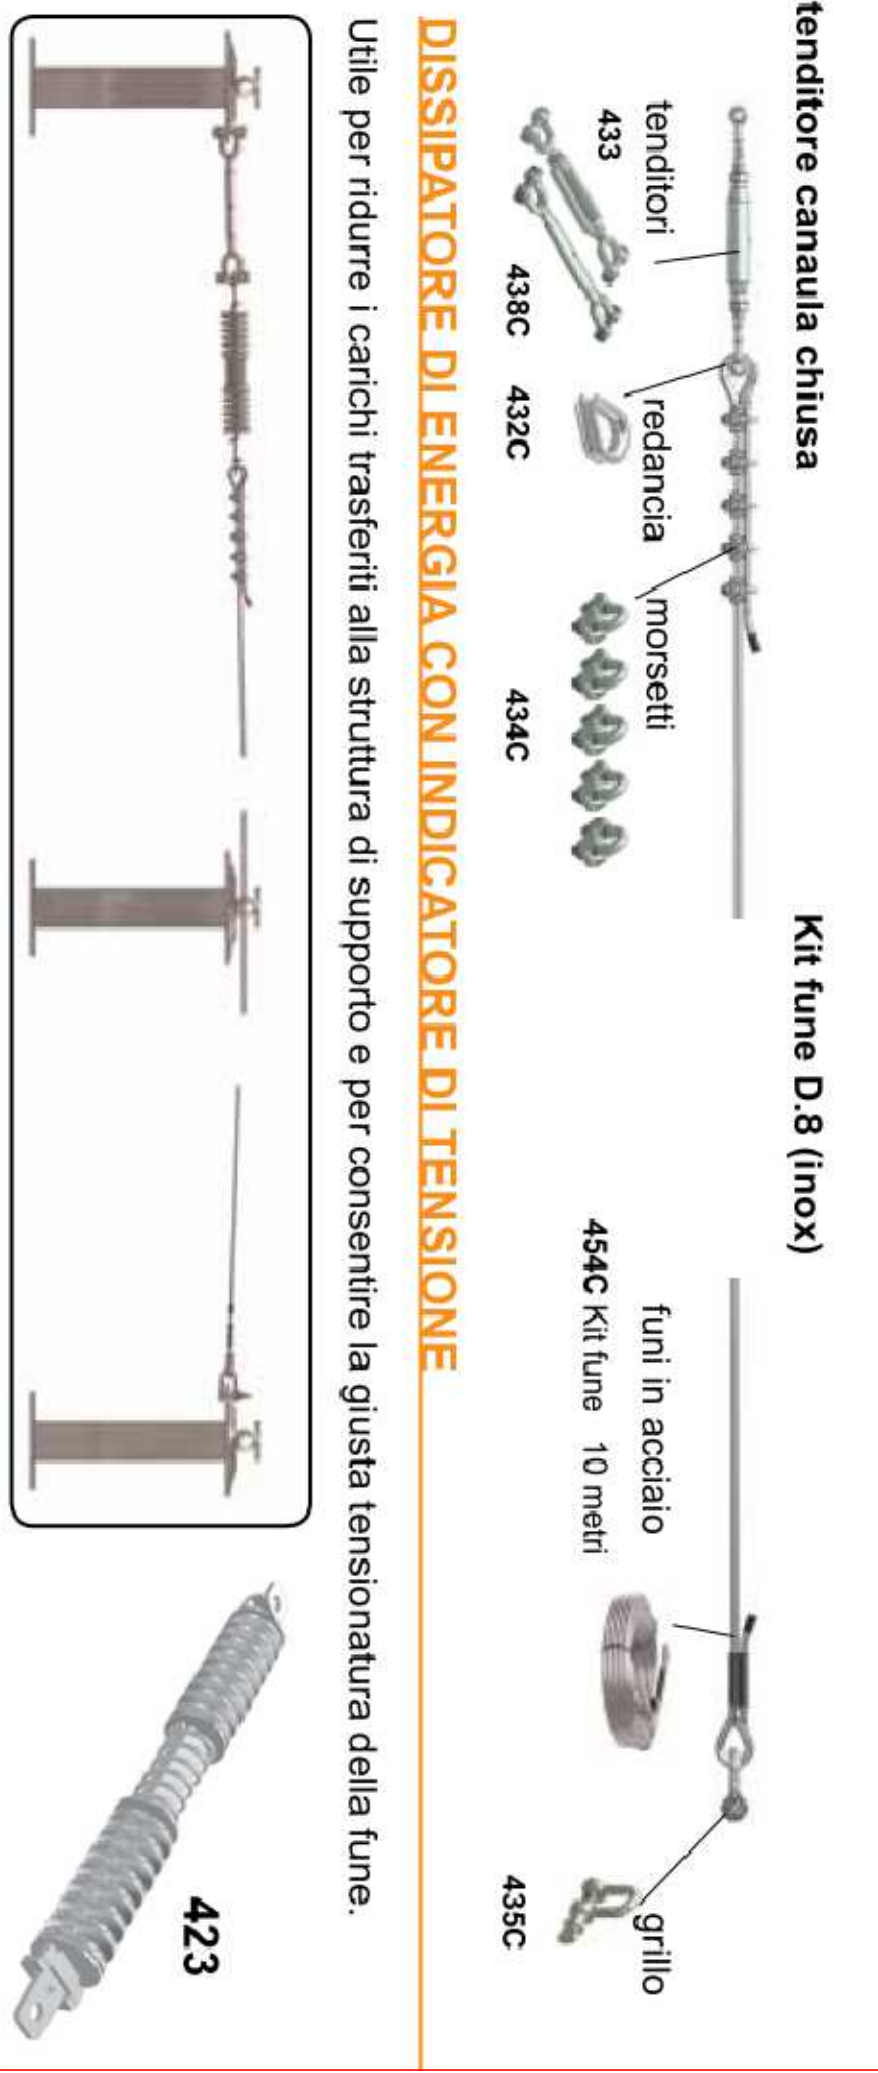 tenditore canaula chiusa
Kit fune D.8 (inox)
tenditori
433
438C
redancia
432C
morsetti
434C
funi in acciaio
454C Kit fune 10 metri
grillo
435C
DISSIPATORE DI ENERGIA CON INDICATORE DI TENSIONE
Utile per ridurre i carichi trasferiti alla struttura di supporto e per consentire la giusta tensionatura della fune.
423